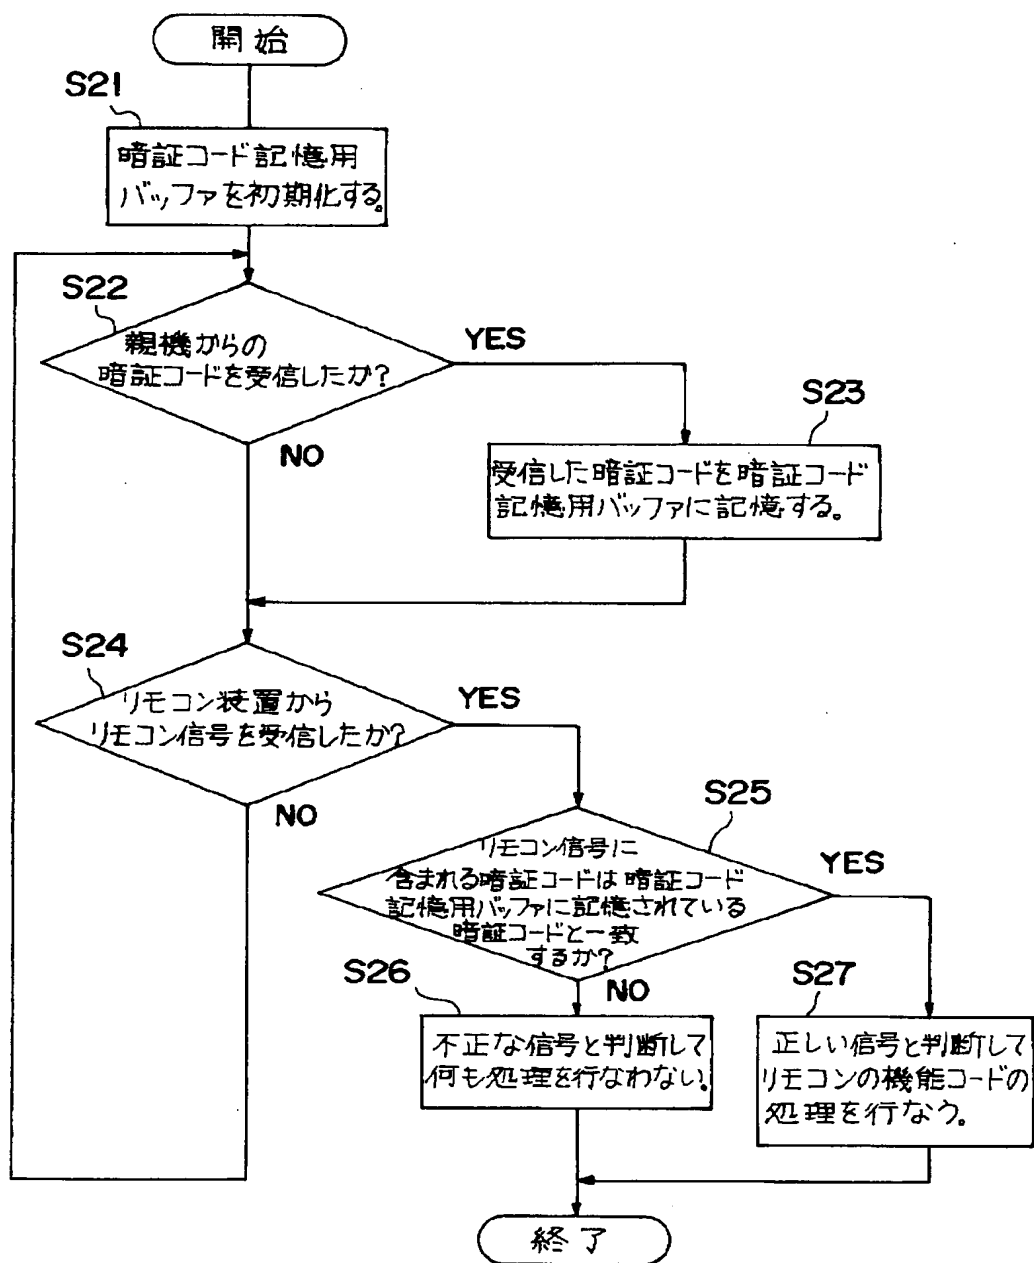 開始
S21
暗証コード記憶用
バッファを初期化する。
S22
親機からの
暗証コードを受信したか?
YES
NO
S23
受信した暗証コードを暗証コード
記憶用バッファに記憶する。
S24
リモコン装置から
リモコン信号を受信したか?
YES
NO
S25
リモコン信号に
含まれる暗証コードは暗証コード
記憶用バッファに記憶されている
暗証コードと一致
するか?
YES
NO
S26
不正な信号と判断して
何も処理を行なわない。
S27
正しい信号と判断して
リモコンの機能コードの
処理を行なう。
終了